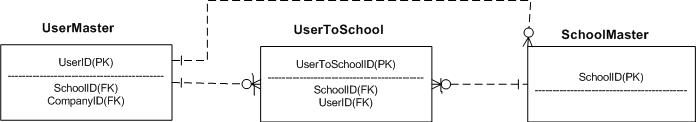 UserMaster
UserID(PK)
SchoolID(FK)
CompanyID(FK)
UserToSchool
UserToSchoolID(PK)
SchoolID(FK)
UserID(FK)
SchoolMaster
SchoolID(PK)